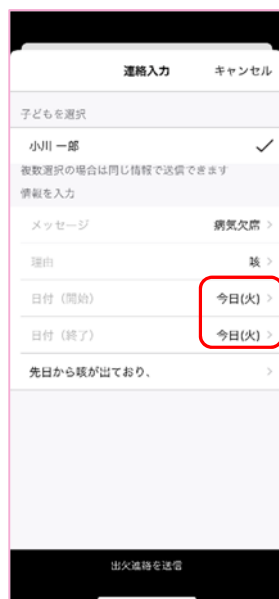 連絡入力 キャンセル
子どもを選択
小川 一郎
複数選択の場合は同じ情報で送信できます
情報を入力
メッセージ 病気欠席
理由 咳
日付（開始） 今日(火)
日付（終了） 今日(火)
先日から咳が出ており、
出欠連絡を送信